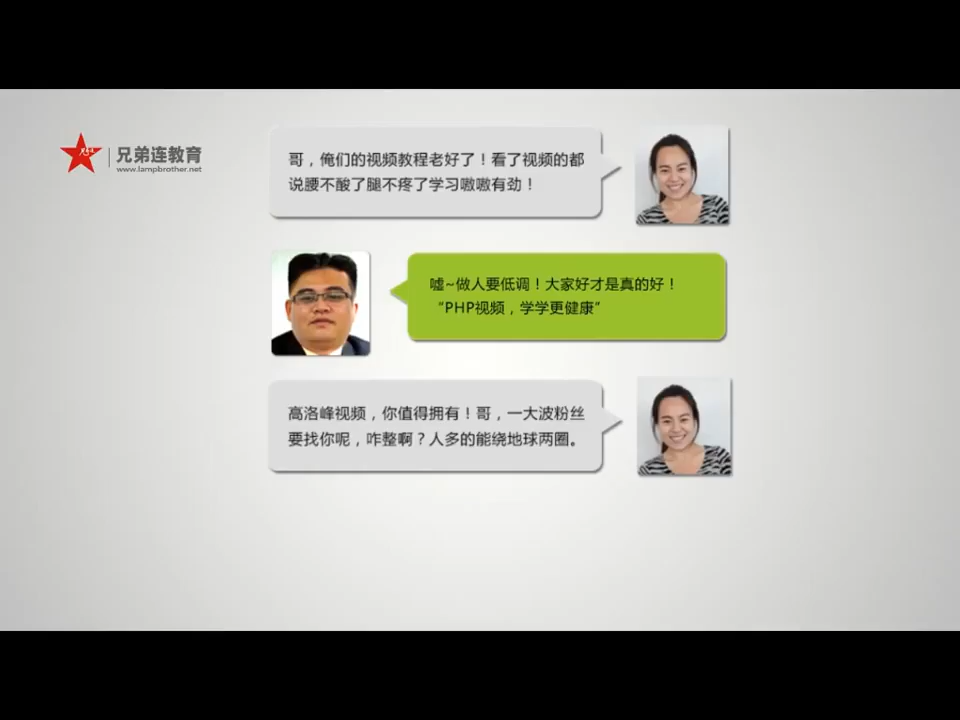 兄弟连教育
www.lampbrother.net
哥，俺们的视频教程老好了！看了视频的都
说腰不酸了腿不疼了学习嗷嗷有劲！
嘘~做人要低调！大家好才是真的好！
“PHP视频，学学更健康”
高洛峰视频，你值得拥有！哥，一大波粉丝
要找你呢，咋整啊？人多的能绕地球两圈。